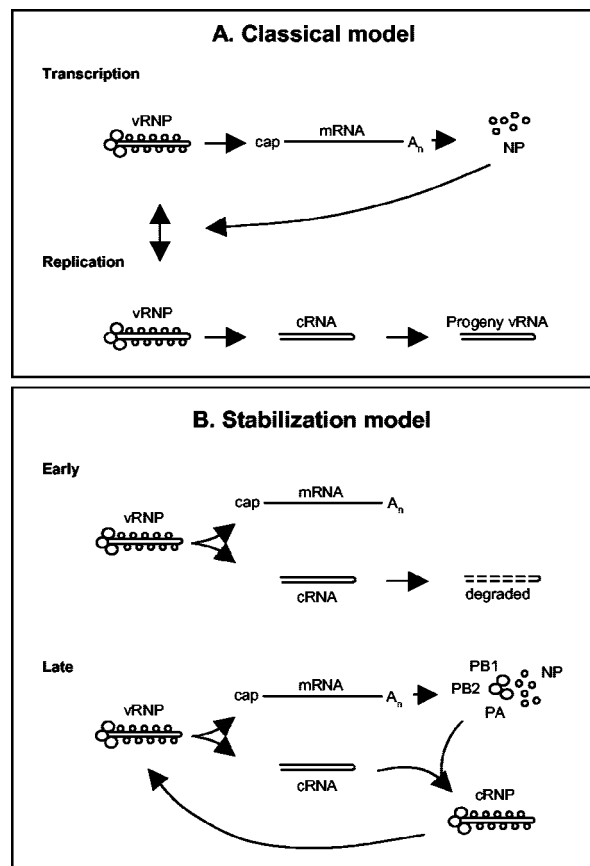 A. Classical model
Transcription
vRNP
cap mRNA An
NP
Replication
vRNP cRNA Progeny vRNA
B. Stabilization model
Early
mRNA
cap An
vRNP
cRNA degraded
Late
PB1 NP
mRNA PB2
cap An PA
vRNP
cRNA cRNP